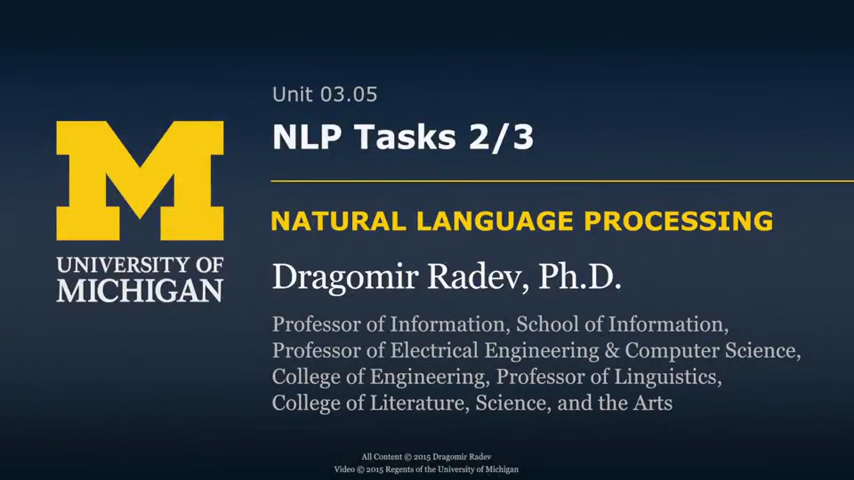 Unit 03.05
NLP Tasks 2/3
NATURAL LANGUAGE PROCESSING
Dragomir Radev, Ph.D.
Professor of Information, School of Information,
Professor of Electrical Engineering & Computer Science,
College of Engineering, Professor of Linguistics,
College of Literature, Science, and the Arts
M
UNIVERSITY OF
MICHIGAN
All Content © 2015 Dragomir Radev
Video © 2015 Regents of the University of Michigan